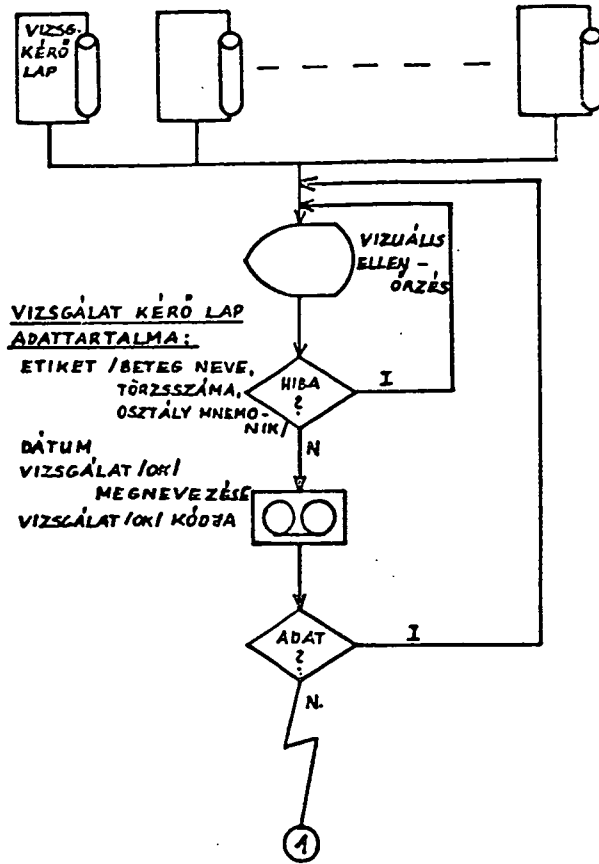 VIZSG.
KÉRŐ
LAP
VIZUÁLIS
ELLEN-
ŐRZÉS
VIZSGÁLAT KÉRŐ LAP
ADATTARTALMA:
ETIKET /BETEG NEVE,
TÖRZSSZÁMA,
OSZTÁLY MNEMO-
NIK/
HIBA
?
I
N
DÁTUM
VIZSGÁLAT/OK/
MEGNEVEZÉSE
VIZSGÁLAT/OK/ KÓDJA
ADAT
?
I
N.
1